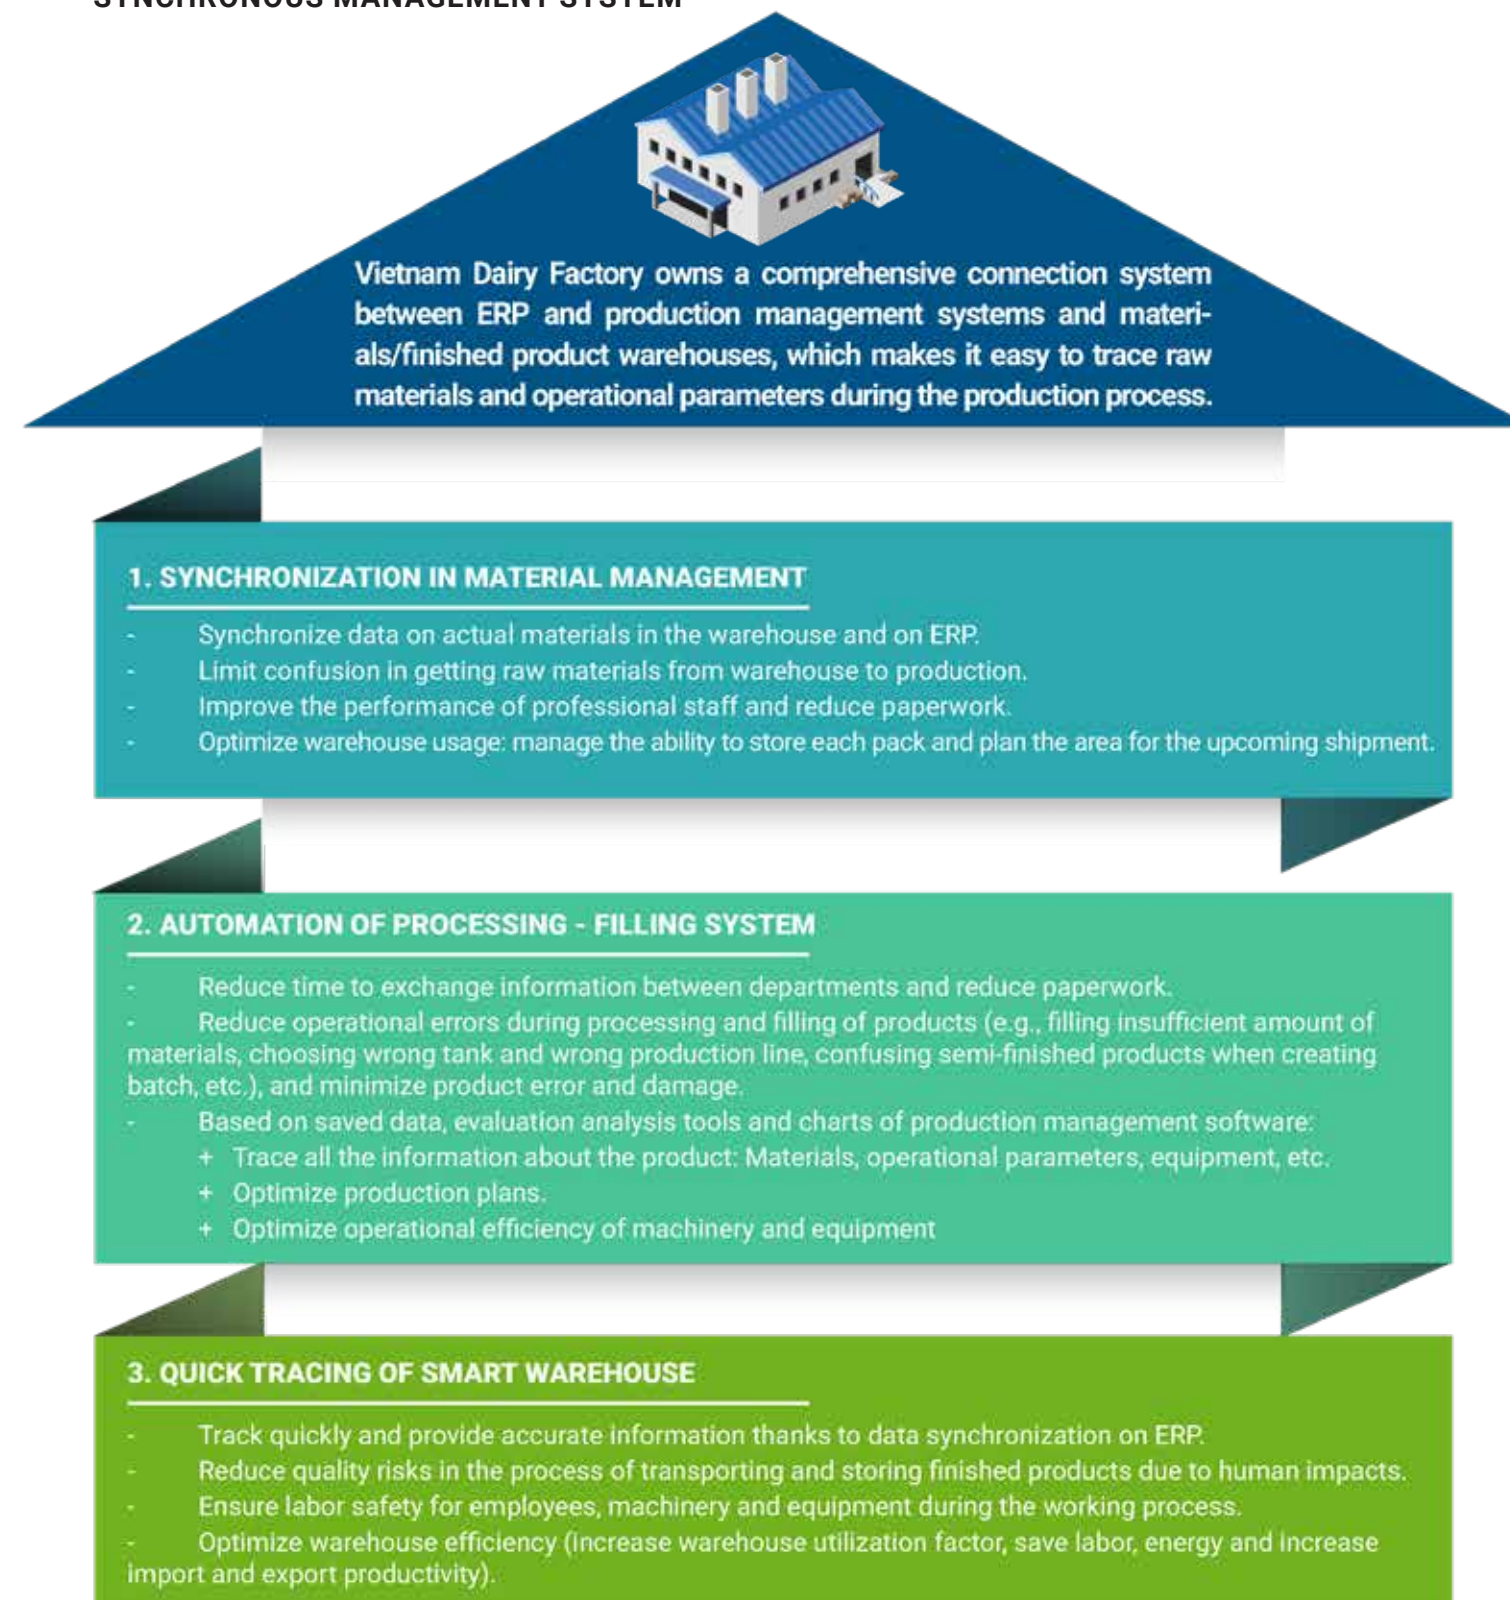 SYNCHRONOUS MANAGEMENT SYSTEM
Vietnam Dairy Factory owns a comprehensive connection system
between ERP and production management systems and materi-
als/finished product warehouses, which makes it easy to trace raw
materials and operational parameters during the production process.
1. SYNCHRONIZATION IN MATERIAL MANAGEMENT
- Synchronize data on actual materials in the warehouse and on ERP.
- Limit confusion in getting raw materials from warehouse to production.
- Improve the performance of professional staff and reduce paperwork.
- Optimize warehouse usage: manage the ability to store each pack and plan the area for the upcoming shipment.
2. AUTOMATION OF PROCESSING - FILLING SYSTEM
- Reduce time to exchange information between departments and reduce paperwork.
- Reduce operational errors during processing and filling of products (e.g., filling insufficient amount of
materials, choosing wrong tank and wrong production line, confusing semi-finished products when creating
batch, etc.), and minimize product error and damage.
- Based on saved data, evaluation analysis tools and charts of production management software:
+ Trace all the information about the product: Materials, operational parameters, equipment, etc.
+ Optimize production plans.
+ Optimize operational efficiency of machinery and equipment
3. QUICK TRACING OF SMART WAREHOUSE
- Track quickly and provide accurate information thanks to data synchronization on ERP.
- Reduce quality risks in the process of transporting and storing finished products due to human impacts.
- Ensure labor safety for employees, machinery and equipment during the working process.
- Optimize warehouse efficiency (increase warehouse utilization factor, save labor, energy and increase
import and export productivity).